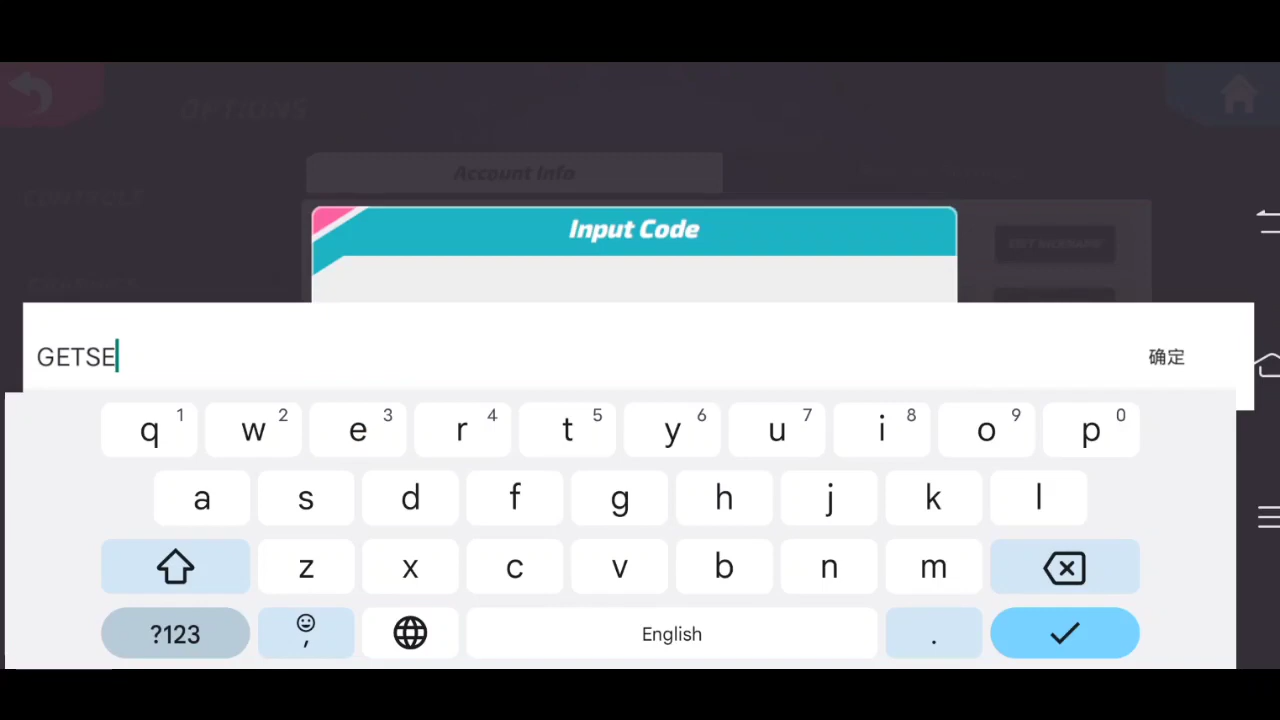 OPTIONS
Account Info
CONTROLS
Input Code
GETSE
确定
q 1 w 2 e 3 r 4 t 5 y 6 u 7 i 8 o 9 p 0
a s d f g h j k l
z x c v b n m
?123 , English .